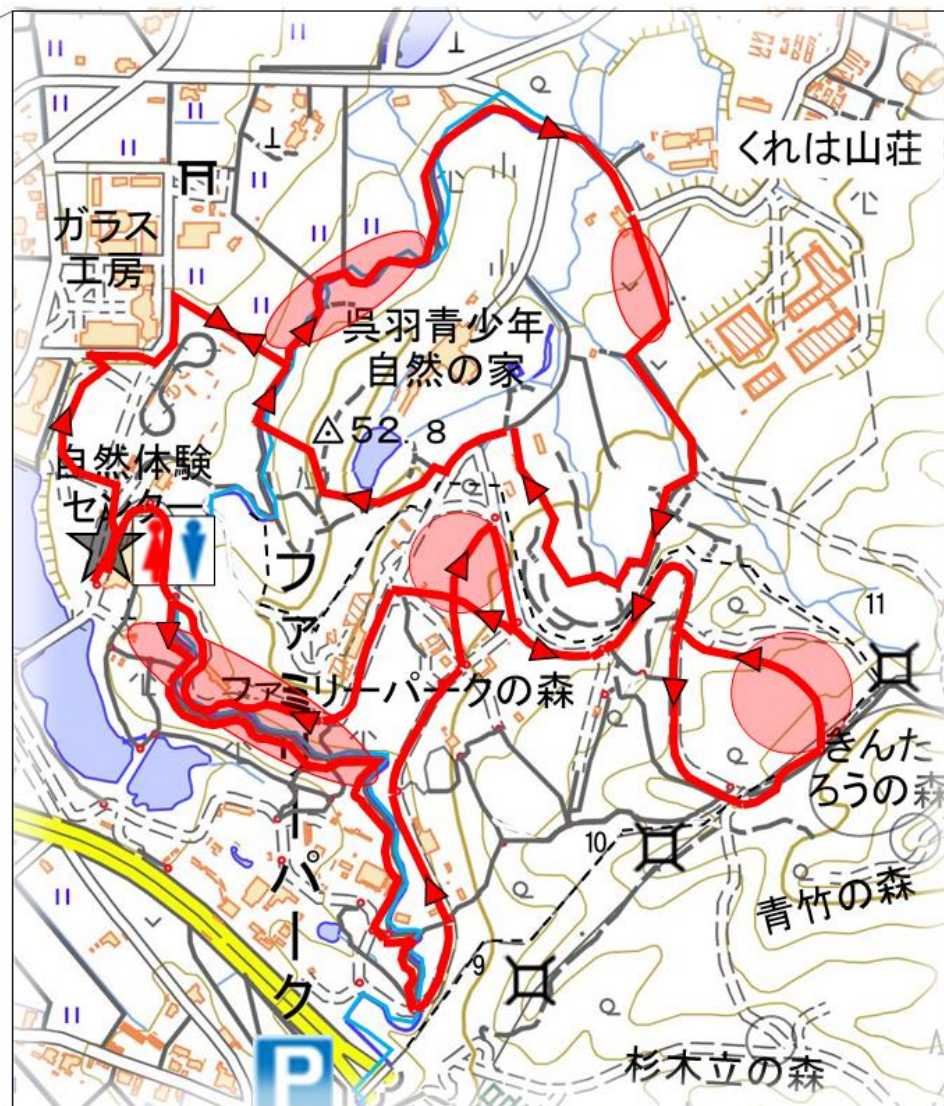 くれは山荘
ガラス
工房
呉羽青少年
自然の家
52.8
自然体験
センター
ファミリーパーク
11
ファミリーパークの森
きんた
ろうの森
10
青竹の森
9
杉木立の森
P